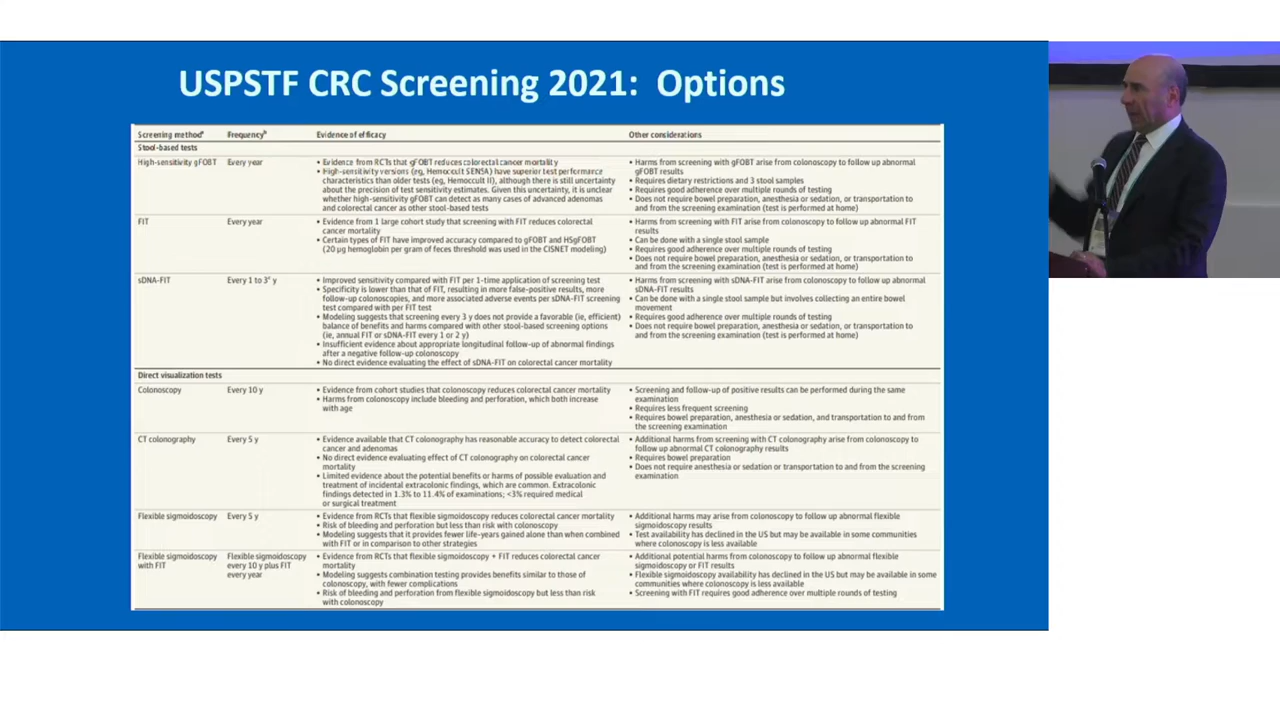 USPSTF CRC Screening 2021: Options
Screening methodᵃ Frequencyᵇ Evidence of efficacy Other considerations
Stool-based tests
High-sensitivity gFOBT Every year
• Evidence from RCTs that gFOBT reduces colorectal cancer mortality
• High-sensitivity versions (eg, Hemoccult SENSA) have superior test performance
characteristics than older tests (eg, Hemoccult II), although there is still uncertainty
about the precision of test sensitivity estimates. Given this uncertainty, it is unclear
whether high-sensitivity gFOBT can detect as many cases of advanced adenomas
and colorectal cancer as other stool-based tests
• Harms from screening with gFOBT arise from colonoscopy to follow up abnormal
gFOBT results
• Requires dietary restrictions and 3 stool samples
• Requires good adherence over multiple rounds of testing
• Does not require bowel preparation, anesthesia or sedation, or transportation to
and from the screening examination (test is performed at home)
FIT Every year
• Evidence from 1 large cohort study that screening with FIT reduces colorectal
cancer mortality
• Certain types of FIT have improved accuracy compared to gFOBT and HSgFOBT
(20 μg hemoglobin per gram of feces threshold was used in the CISNET modeling)
• Harms from screening with FIT arise from colonoscopy to follow up abnormal FIT
results
• Can be done with a single stool sample
• Requires good adherence over multiple rounds of testing
• Does not require bowel preparation, anesthesia or sedation, or transportation to
and from the screening examination (test is performed at home)
sDNA-FIT Every 1 to 3ᶜ y
• Improved sensitivity compared with FIT per 1-time application of screening test
• Specificity is lower than that of FIT, resulting in more false-positive results, more
follow-up colonoscopies, and more associated adverse events per sDNA-FIT screening
test compared with per FIT test
• Modeling suggests that screening every 3 y does not provide a favorable (ie, efficient)
balance of benefits and harms compared with other stool-based screening options
(ie, annual FIT or sDNA-FIT every 1 or 2 y)
• Insufficient evidence about appropriate longitudinal follow-up of abnormal findings
after a negative follow-up colonoscopy
• No direct evidence evaluating the effect of sDNA-FIT on colorectal cancer mortality
• Harms from screening with sDNA-FIT arise from colonoscopy to follow up abnormal
sDNA-FIT results
• Can be done with a single stool sample but involves collecting an entire bowel
movement
• Requires good adherence over multiple rounds of testing
• Does not require bowel preparation, anesthesia or sedation, or transportation to
and from the screening examination (test is performed at home)
Direct visualization tests
Colonoscopy Every 10 y
• Evidence from cohort studies that colonoscopy reduces colorectal cancer mortality
• Harms from colonoscopy include bleeding and perforation, which both increase
with age
• Screening and follow-up of positive results can be performed during the same
examination
• Requires less frequent screening
• Requires bowel preparation, anesthesia or sedation, and transportation to and from
the screening examination
CT colonography Every 5 y
• Evidence available that CT colonography has reasonable accuracy to detect colorectal
cancer and adenomas
• No direct evidence evaluating effect of CT colonography on colorectal cancer
mortality
• Limited evidence about the potential benefits or harms of possible evaluation and
treatment of incidental extracolonic findings, which are common. Extracolonic
findings detected in 1.3% to 11.4% of examinations; <3% required medical
or surgical treatment
• Additional harms from screening with CT colonography arise from colonoscopy to
follow up abnormal CT colonography results
• Requires bowel preparation
• Does not require anesthesia or sedation or transportation to and from the screening
examination
Flexible sigmoidoscopy Every 5 y
• Evidence from RCTs that flexible sigmoidoscopy reduces colorectal cancer mortality
• Risk of bleeding and perforation but less than risk with colonoscopy
• Modeling suggests that it provides fewer life-years gained alone than when combined
with FIT or in comparison to other strategies
• Additional harms may arise from colonoscopy to follow up abnormal flexible
sigmoidoscopy results
• Test availability has declined in the US but may be available in some communities
where colonoscopy is less available
Flexible sigmoidoscopy
with FIT
Flexible sigmoidoscopy
every 10 y plus FIT
every year
• Evidence from RCTs that flexible sigmoidoscopy + FIT reduces colorectal cancer
mortality
• Modeling suggests combination testing provides benefits similar to those of
colonoscopy, with fewer complications
• Risk of bleeding and perforation from flexible sigmoidoscopy but less than risk
with colonoscopy
• Additional potential harms from colonoscopy to follow up abnormal flexible
sigmoidoscopy or FIT results
• Flexible sigmoidoscopy availability has declined in the US but may be available in some
communities where colonoscopy is less available
• Screening with FIT requires good adherence over multiple rounds of testing